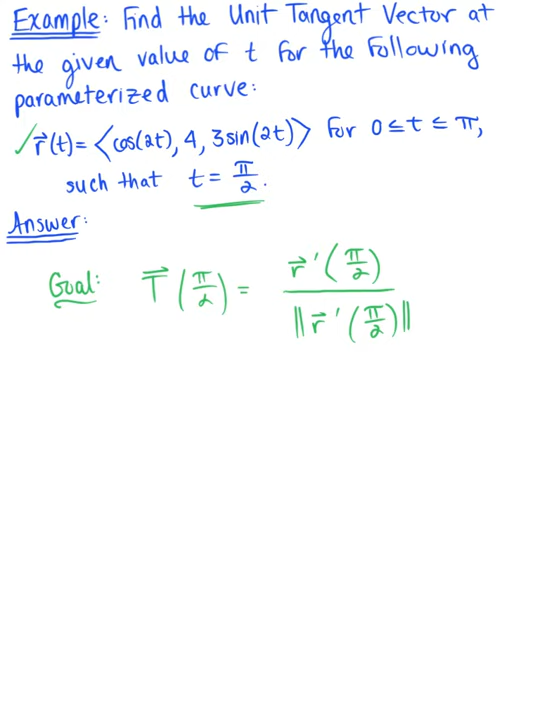 Example: Find the Unit Tangent Vector at
the given value of t for the following
parameterized curve:
✓ r⃗(t) = ⟨cos(2t), 4, 3sin(2t)⟩ for 0 ≤ t ≤ π,
such that t = π/2.
Answer:
Goal: T⃗(π/2) = r⃗'(π/2) / ‖r⃗'(π/2)‖